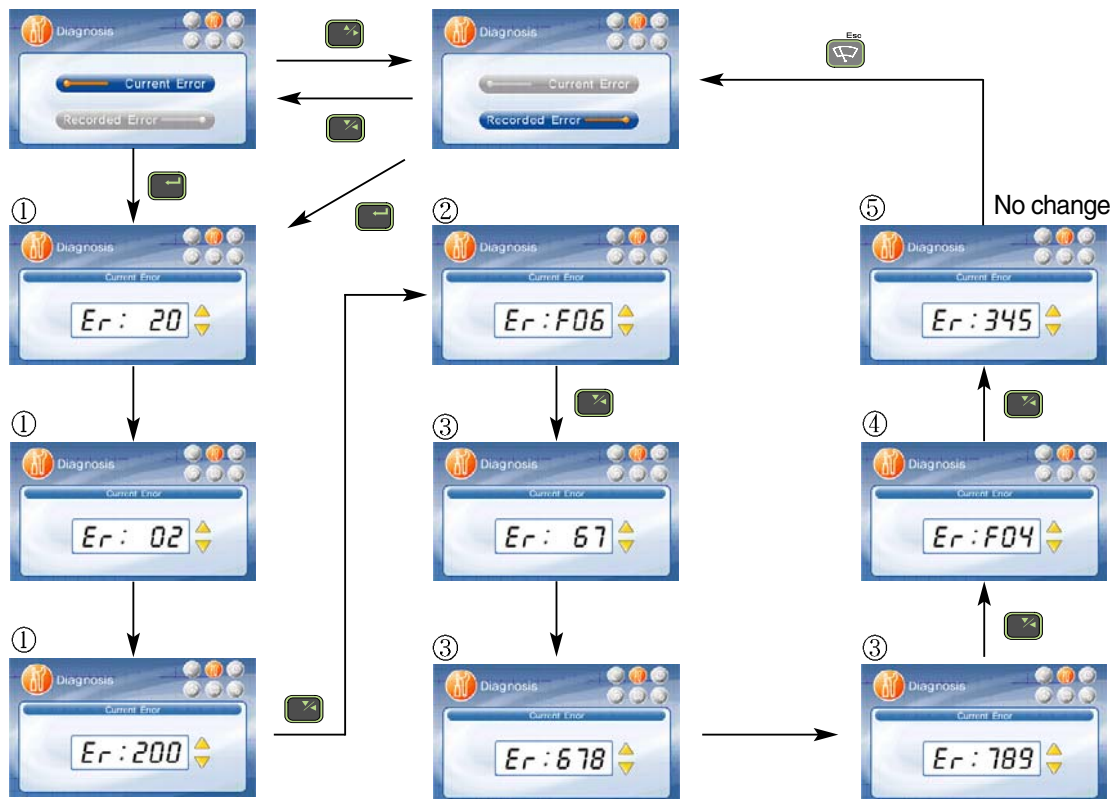 Diagnosis
Current Error
Recorded Error
Diagnosis
Current Error
Recorded Error
Esc
①
Diagnosis
Current Error
Er: 20
①
Diagnosis
Current Error
Er: 02
①
Diagnosis
Current Error
Er:200
②
Diagnosis
Current Error
Er:F06
③
Diagnosis
Current Error
Er: 67
③
Diagnosis
Current Error
Er:678
③
Diagnosis
Current Error
Er:789
④
Diagnosis
Current Error
Er:F04
⑤
No change
Diagnosis
Current Error
Er:345